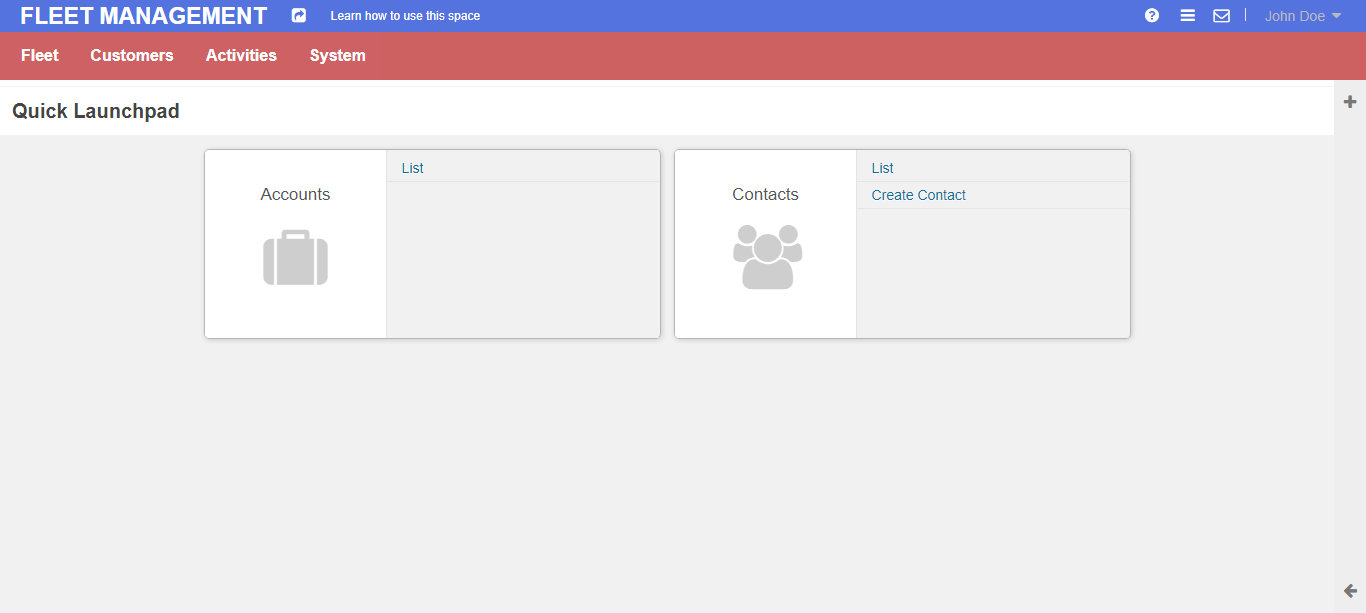 FLEET MANAGEMENT Learn how to use this space John Doe
Fleet Customers Activities System
Quick Launchpad
Accounts
List
Contacts
List
Create Contact